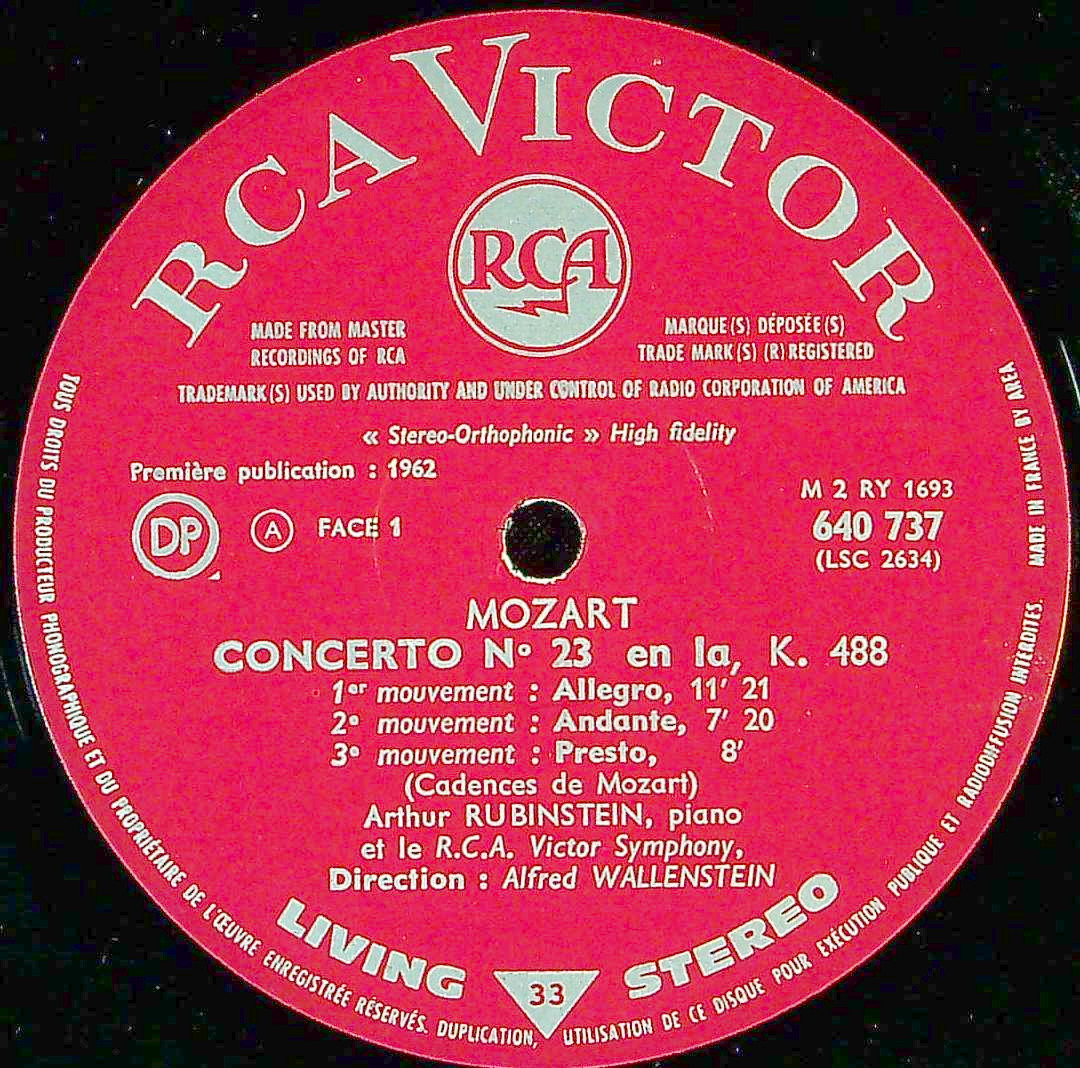 RCA VICTOR
RCA
MADE FROM MASTER
RECORDINGS OF RCA
MARQUE(S) DÉPOSÉE(S)
TRADE MARK(S) (R) REGISTERED
TRADEMARK(S) USED BY AUTHORITY AND UNDER CONTROL OF RADIO CORPORATION OF AMERICA
« Stereo-Orthophonic » High fidelity
Première publication : 1962
DP
A FACE 1
M 2 RY 1693
640 737
(LSC 2634)
MOZART
CONCERTO Nº 23 en la, K. 488
1er mouvement : Allegro, 11' 21
2e mouvement : Andante, 7' 20
3e mouvement : Presto, 8'
(Cadences de Mozart)
Arthur RUBINSTEIN, piano
et le R.C.A. Victor Symphony,
Direction : Alfred WALLENSTEIN
LIVING STEREO
33
TOUS DROITS DU PRODUCTEUR PHONOGRAPHIQUE ET DU PROPRIÉTAIRE DE L'ŒUVRE ENREGISTRÉE RÉSERVÉS. DUPLICATION, UTILISATION DE CE DISQUE POUR EXÉCUTION PUBLIQUE ET RADIODIFFUSION INTERDITES. MADE IN FRANCE BY AREA